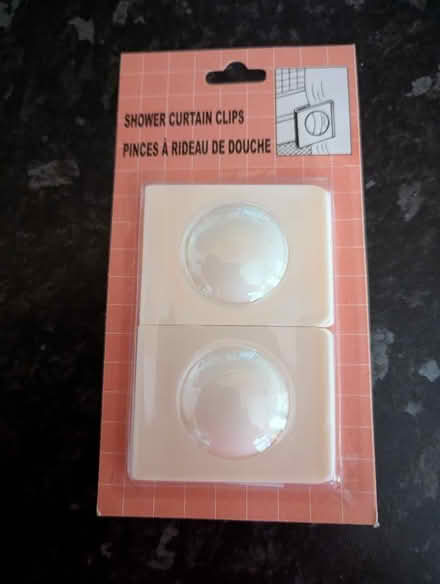 SHOWER CURTAIN CLIPS
PINCES À RIDEAU DE DOUCHE